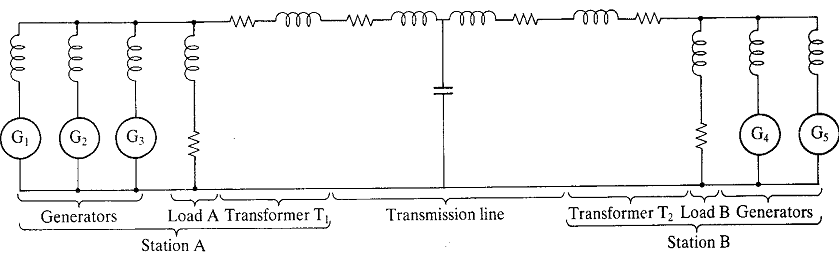 G1 G2 G3 G4 G5
Generators Load A Transformer T1 Transmission line Transformer T2 Load B Generators
Station A Station B